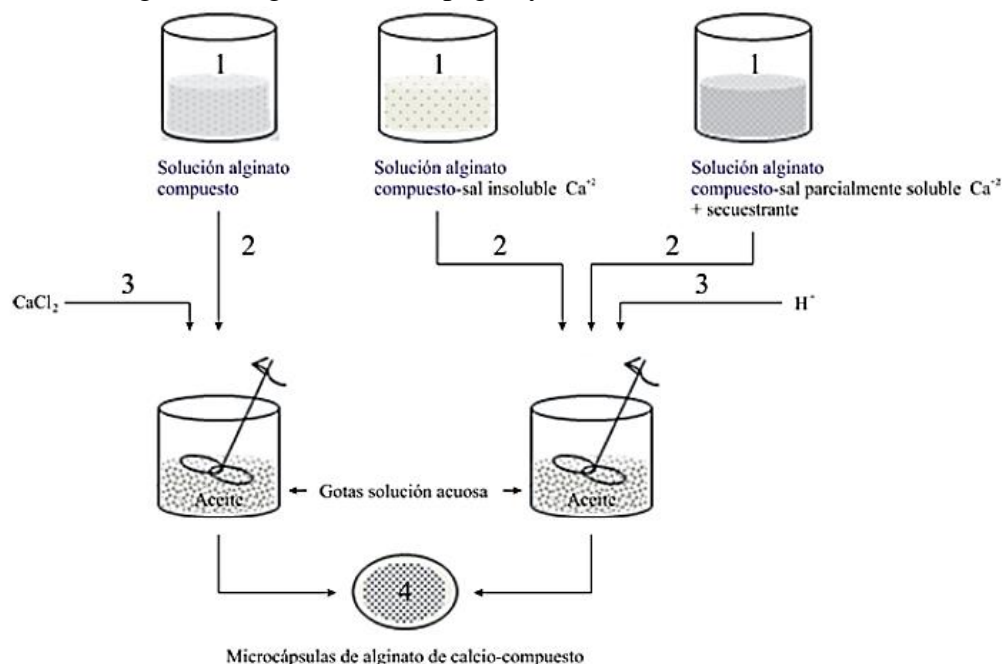 1
1
1
Solución alginato
compuesto
Solución alginato
compuesto-sal insoluble Ca⁺²
Solución alginato
compuesto-sal parcialmente soluble Ca⁺²
+ secuestrante
2
2
2
3
CaCl₂
3
H⁺
Aceite
Gotas solución acuosa
Aceite
4
Microcápsulas de alginato de calcio-compuesto